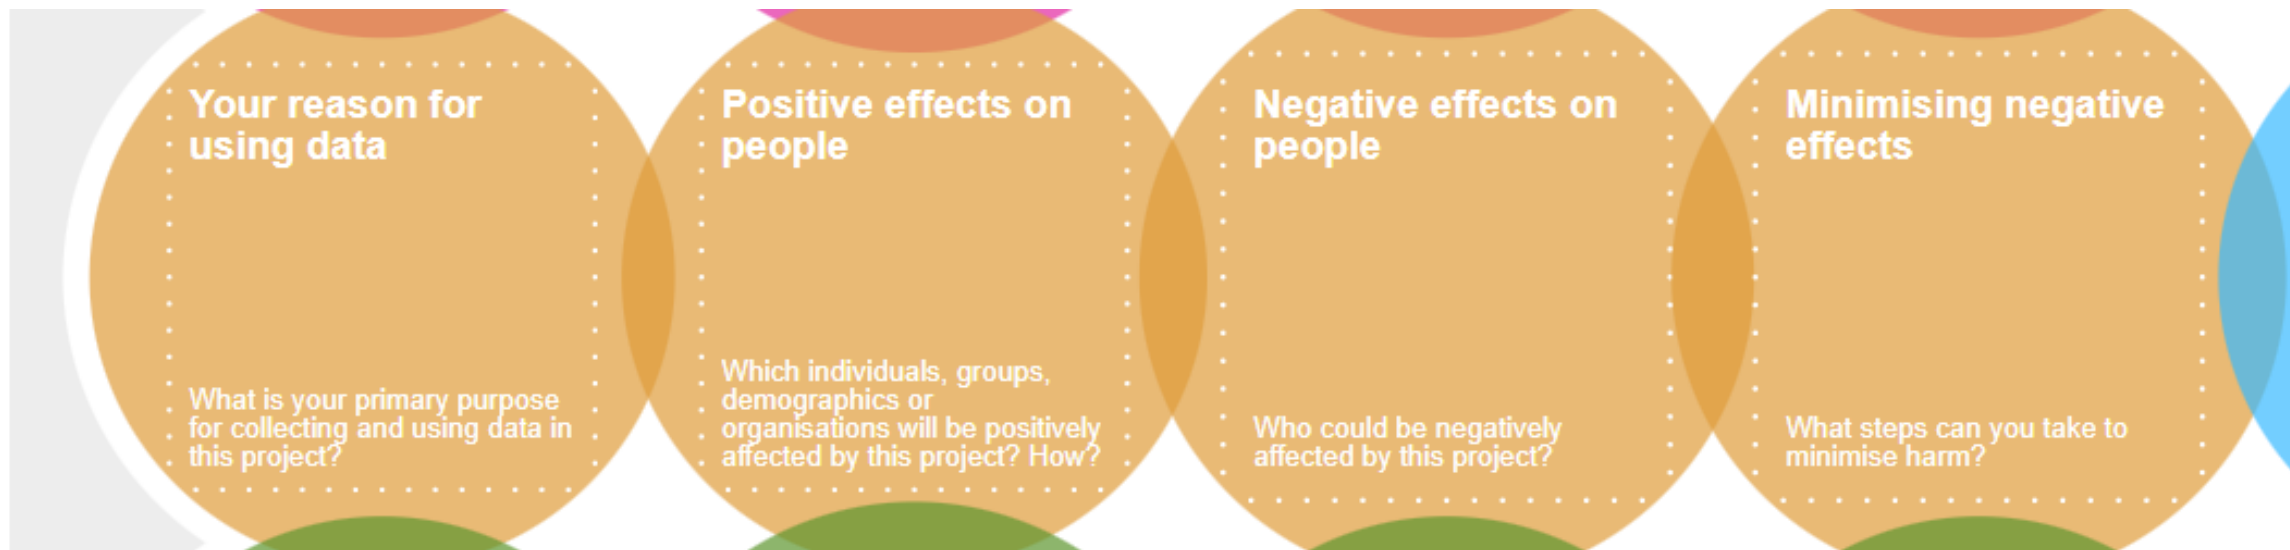 Your reason for
using data
What is your primary purpose
for collecting and using data in
this project?
Positive effects on
people
Which individuals, groups,
demographics or
organisations will be positively
affected by this project? How?
Negative effects on
people
Who could be negatively
affected by this project?
Minimising negative
effects
What steps can you take to
minimise harm?